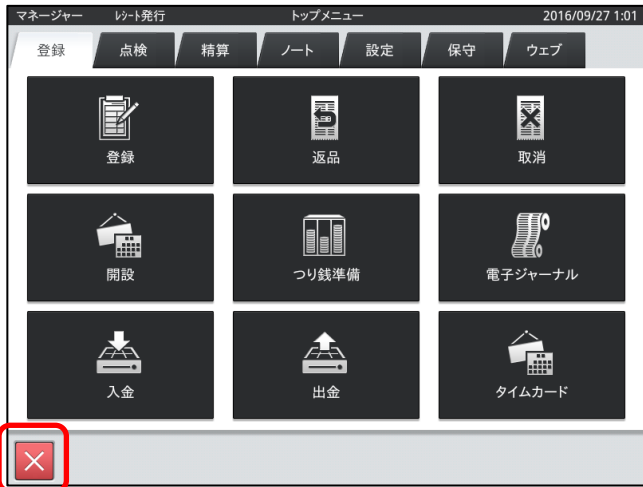 マネージャー レシート発行 トップメニュー 2016/09/27 1:01
登録 点検 精算 ノート 設定 保守 ウェブ
登録 返品 取消
開設 つり銭準備 電子ジャーナル
入金 出金 タイムカード